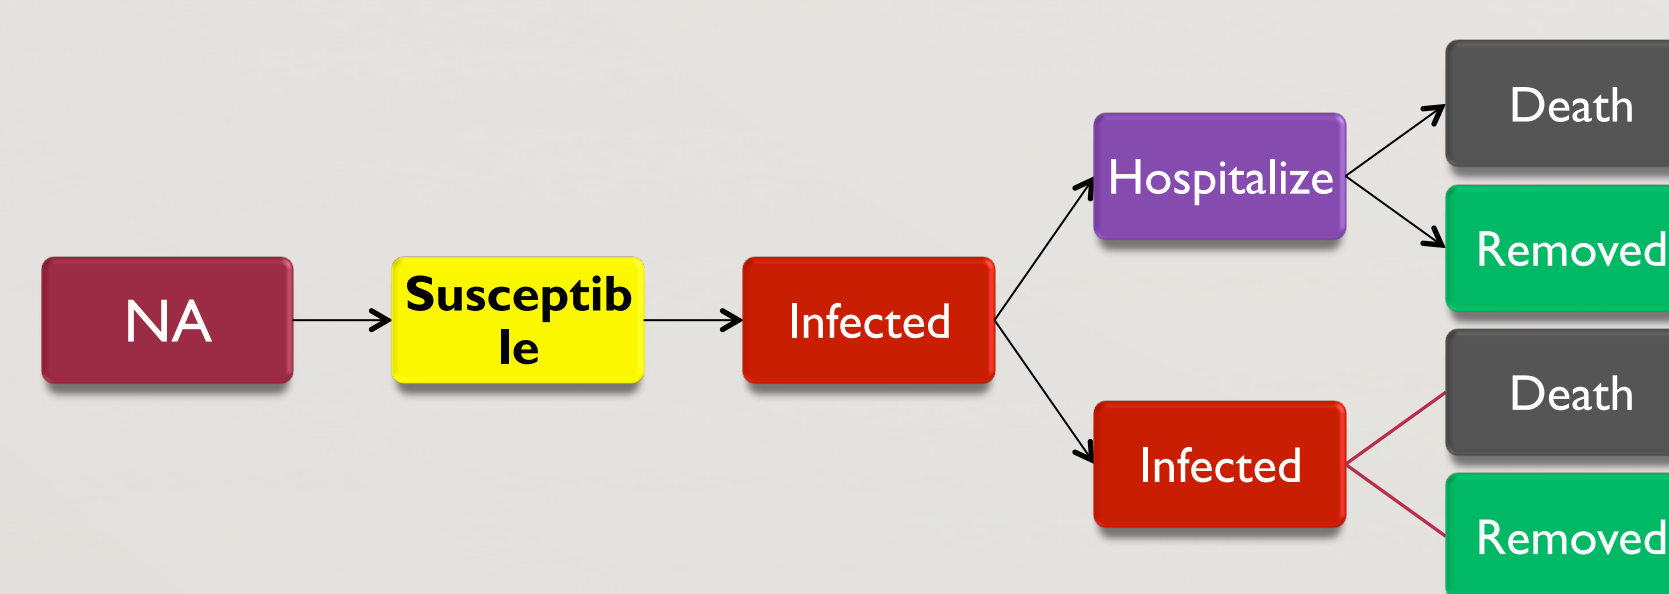 NA
Susceptib
le
Infected
Hospitalize
Death
Removed
Infected
Death
Removed